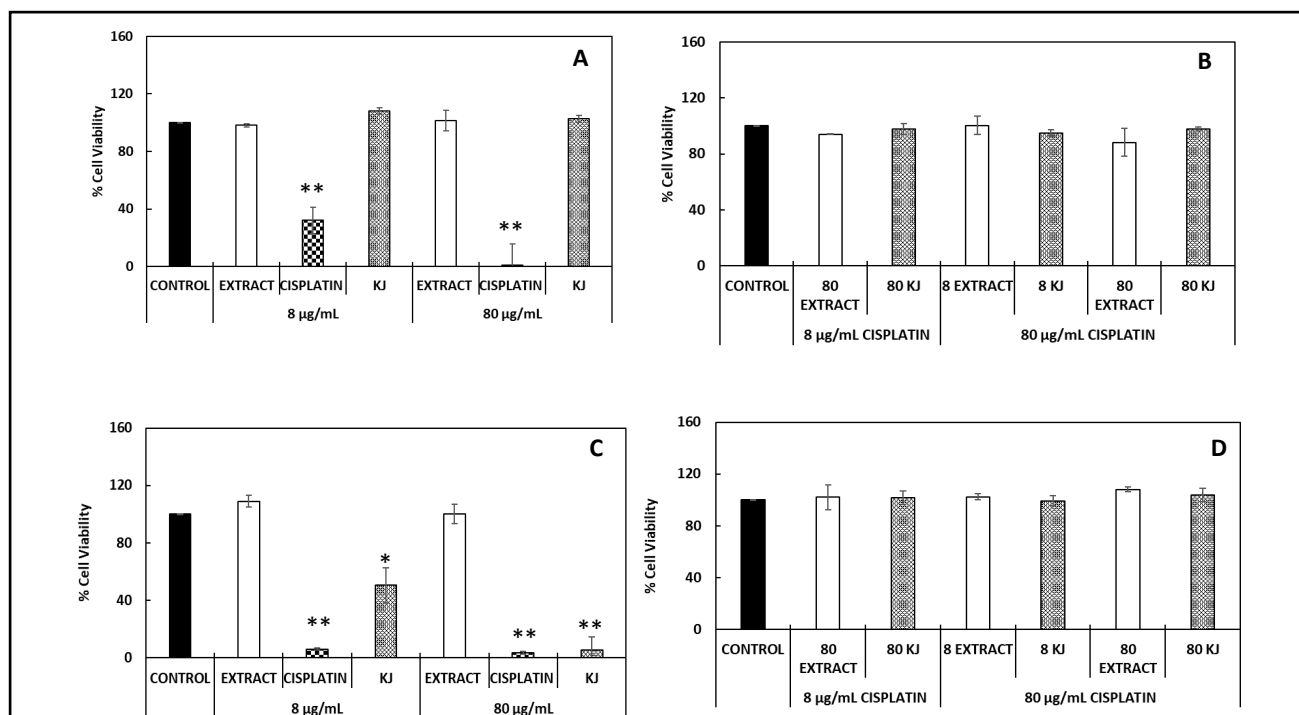 A
160
120
80
40
0
% Cell Viability
**
**
CONTROL EXTRACT CISPLATIN KJ EXTRACT CISPLATIN KJ
8 µg/mL 80 µg/mL
B
160
120
80
40
0
% Cell Viability
CONTROL 80 EXTRACT 80 KJ 8 EXTRACT 8 KJ 80 EXTRACT 80 KJ
8 µg/mL CISPLATIN 80 µg/mL CISPLATIN
C
160
120
80
40
0
% Cell Viability
**
*
**
**
CONTROL EXTRACT CISPLATIN KJ EXTRACT CISPLATIN KJ
8 µg/mL 80 µg/mL
D
160
120
80
40
0
% Cell Viability
CONTROL 80 EXTRACT 80 KJ 8 EXTRACT 8 KJ 80 EXTRACT 80 KJ
8 µg/mL CISPLATIN 80 µg/mL CISPLATIN